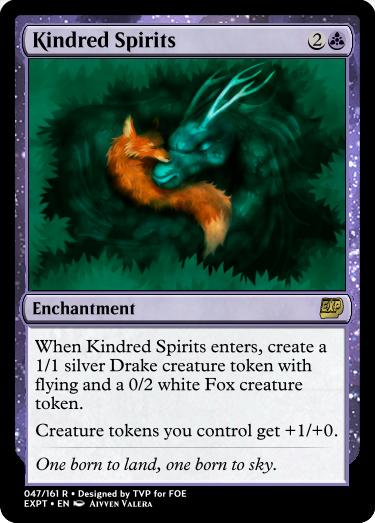 Kindred Spirits 2
Enchantment EXP
When Kindred Spirits enters, create a
1/1 silver Drake creature token with
flying and a 0/2 white Fox creature
token.
Creature tokens you control get +1/+0.
One born to land, one born to sky.
047/161 R • Designed by TVP for FOE
EXPT • EN Aivven Valera